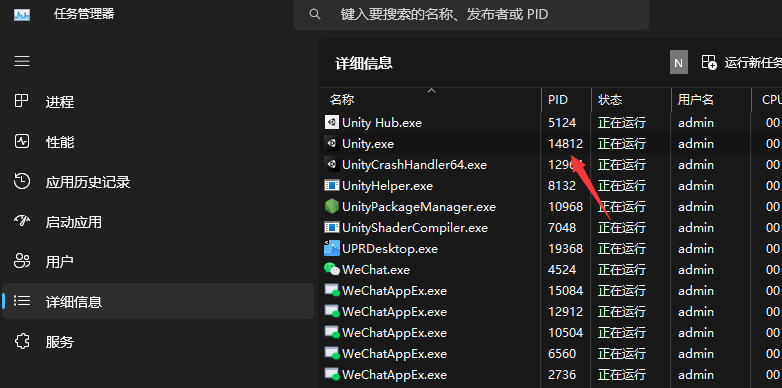 任务管理器
键入要搜索的名称、发布者或 PID
进程
性能
应用历史记录
启动应用
用户
详细信息
服务
详细信息
N 运行新任务
名称 PID 状态 用户名 CPU
Unity Hub.exe 5124 正在运行 admin 00
Unity.exe 14812 正在运行 admin 00
UnityCrashHandler64.exe 正在运行 admin 00
UnityHelper.exe 8132 正在运行 admin 00
UnityPackageManager.exe 10968 正在运行 admin 00
UnityShaderCompiler.exe 7048 正在运行 admin 00
UPRDesktop.exe 19368 正在运行 admin 00
WeChat.exe 4524 正在运行 admin 00
WeChatAppEx.exe 15084 正在运行 admin 00
WeChatAppEx.exe 12912 正在运行 admin 00
WeChatAppEx.exe 10504 正在运行 admin 00
WeChatAppEx.exe 6560 正在运行 admin 00
WeChatAppEx.exe 2736 正在运行 admin 00